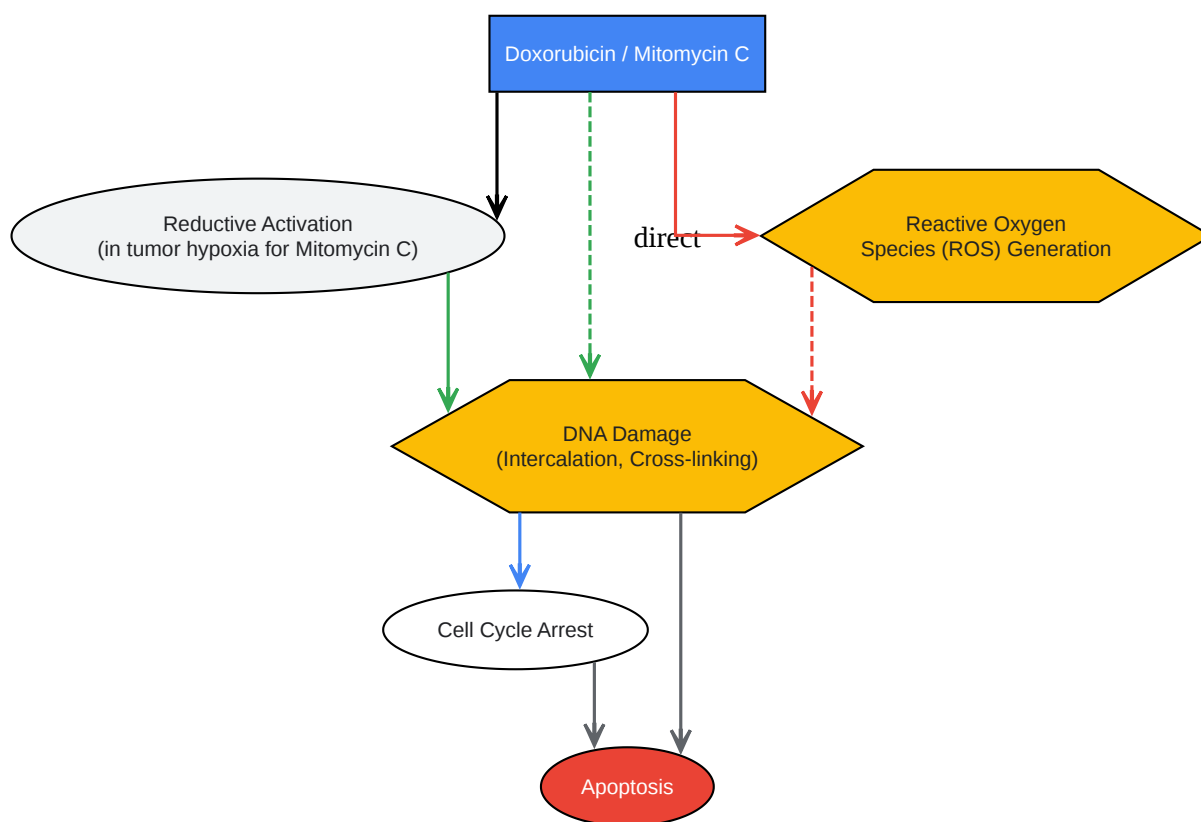 Doxorubicin / Mitomycin C
Reductive Activation
(in tumor hypoxia for Mitomycin C)
direct
Reactive Oxygen
Species (ROS) Generation
DNA Damage
(Intercalation, Cross-linking)
Cell Cycle Arrest
Apoptosis